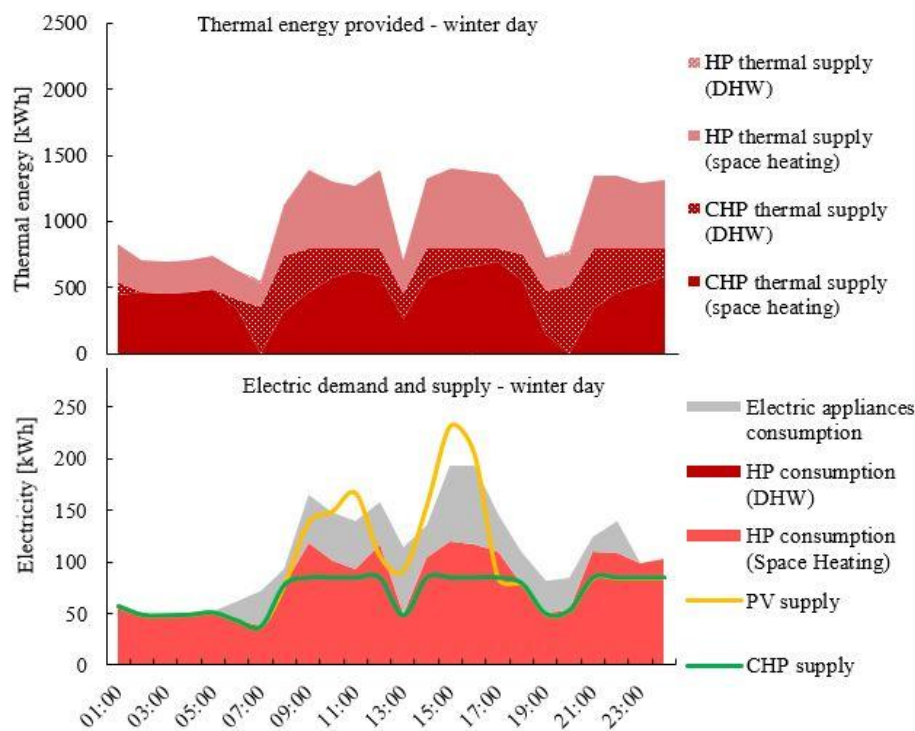 Thermal energy provided - winter day
Thermal energy [kWh]
2500
2000
1500
1000
500
0
HP thermal supply
(DHW)
HP thermal supply
(space heating)
CHP thermal supply
(DHW)
CHP thermal supply
(space heating)
Electric demand and supply - winter day
Electricity [kWh]
250
200
150
100
50
0
01:00
03:00
05:00
07:00
09:00
11:00
13:00
15:00
17:00
19:00
21:00
23:00
Electric appliances
consumption
HP consumption
(DHW)
HP consumption
(Space Heating)
PV supply
CHP supply